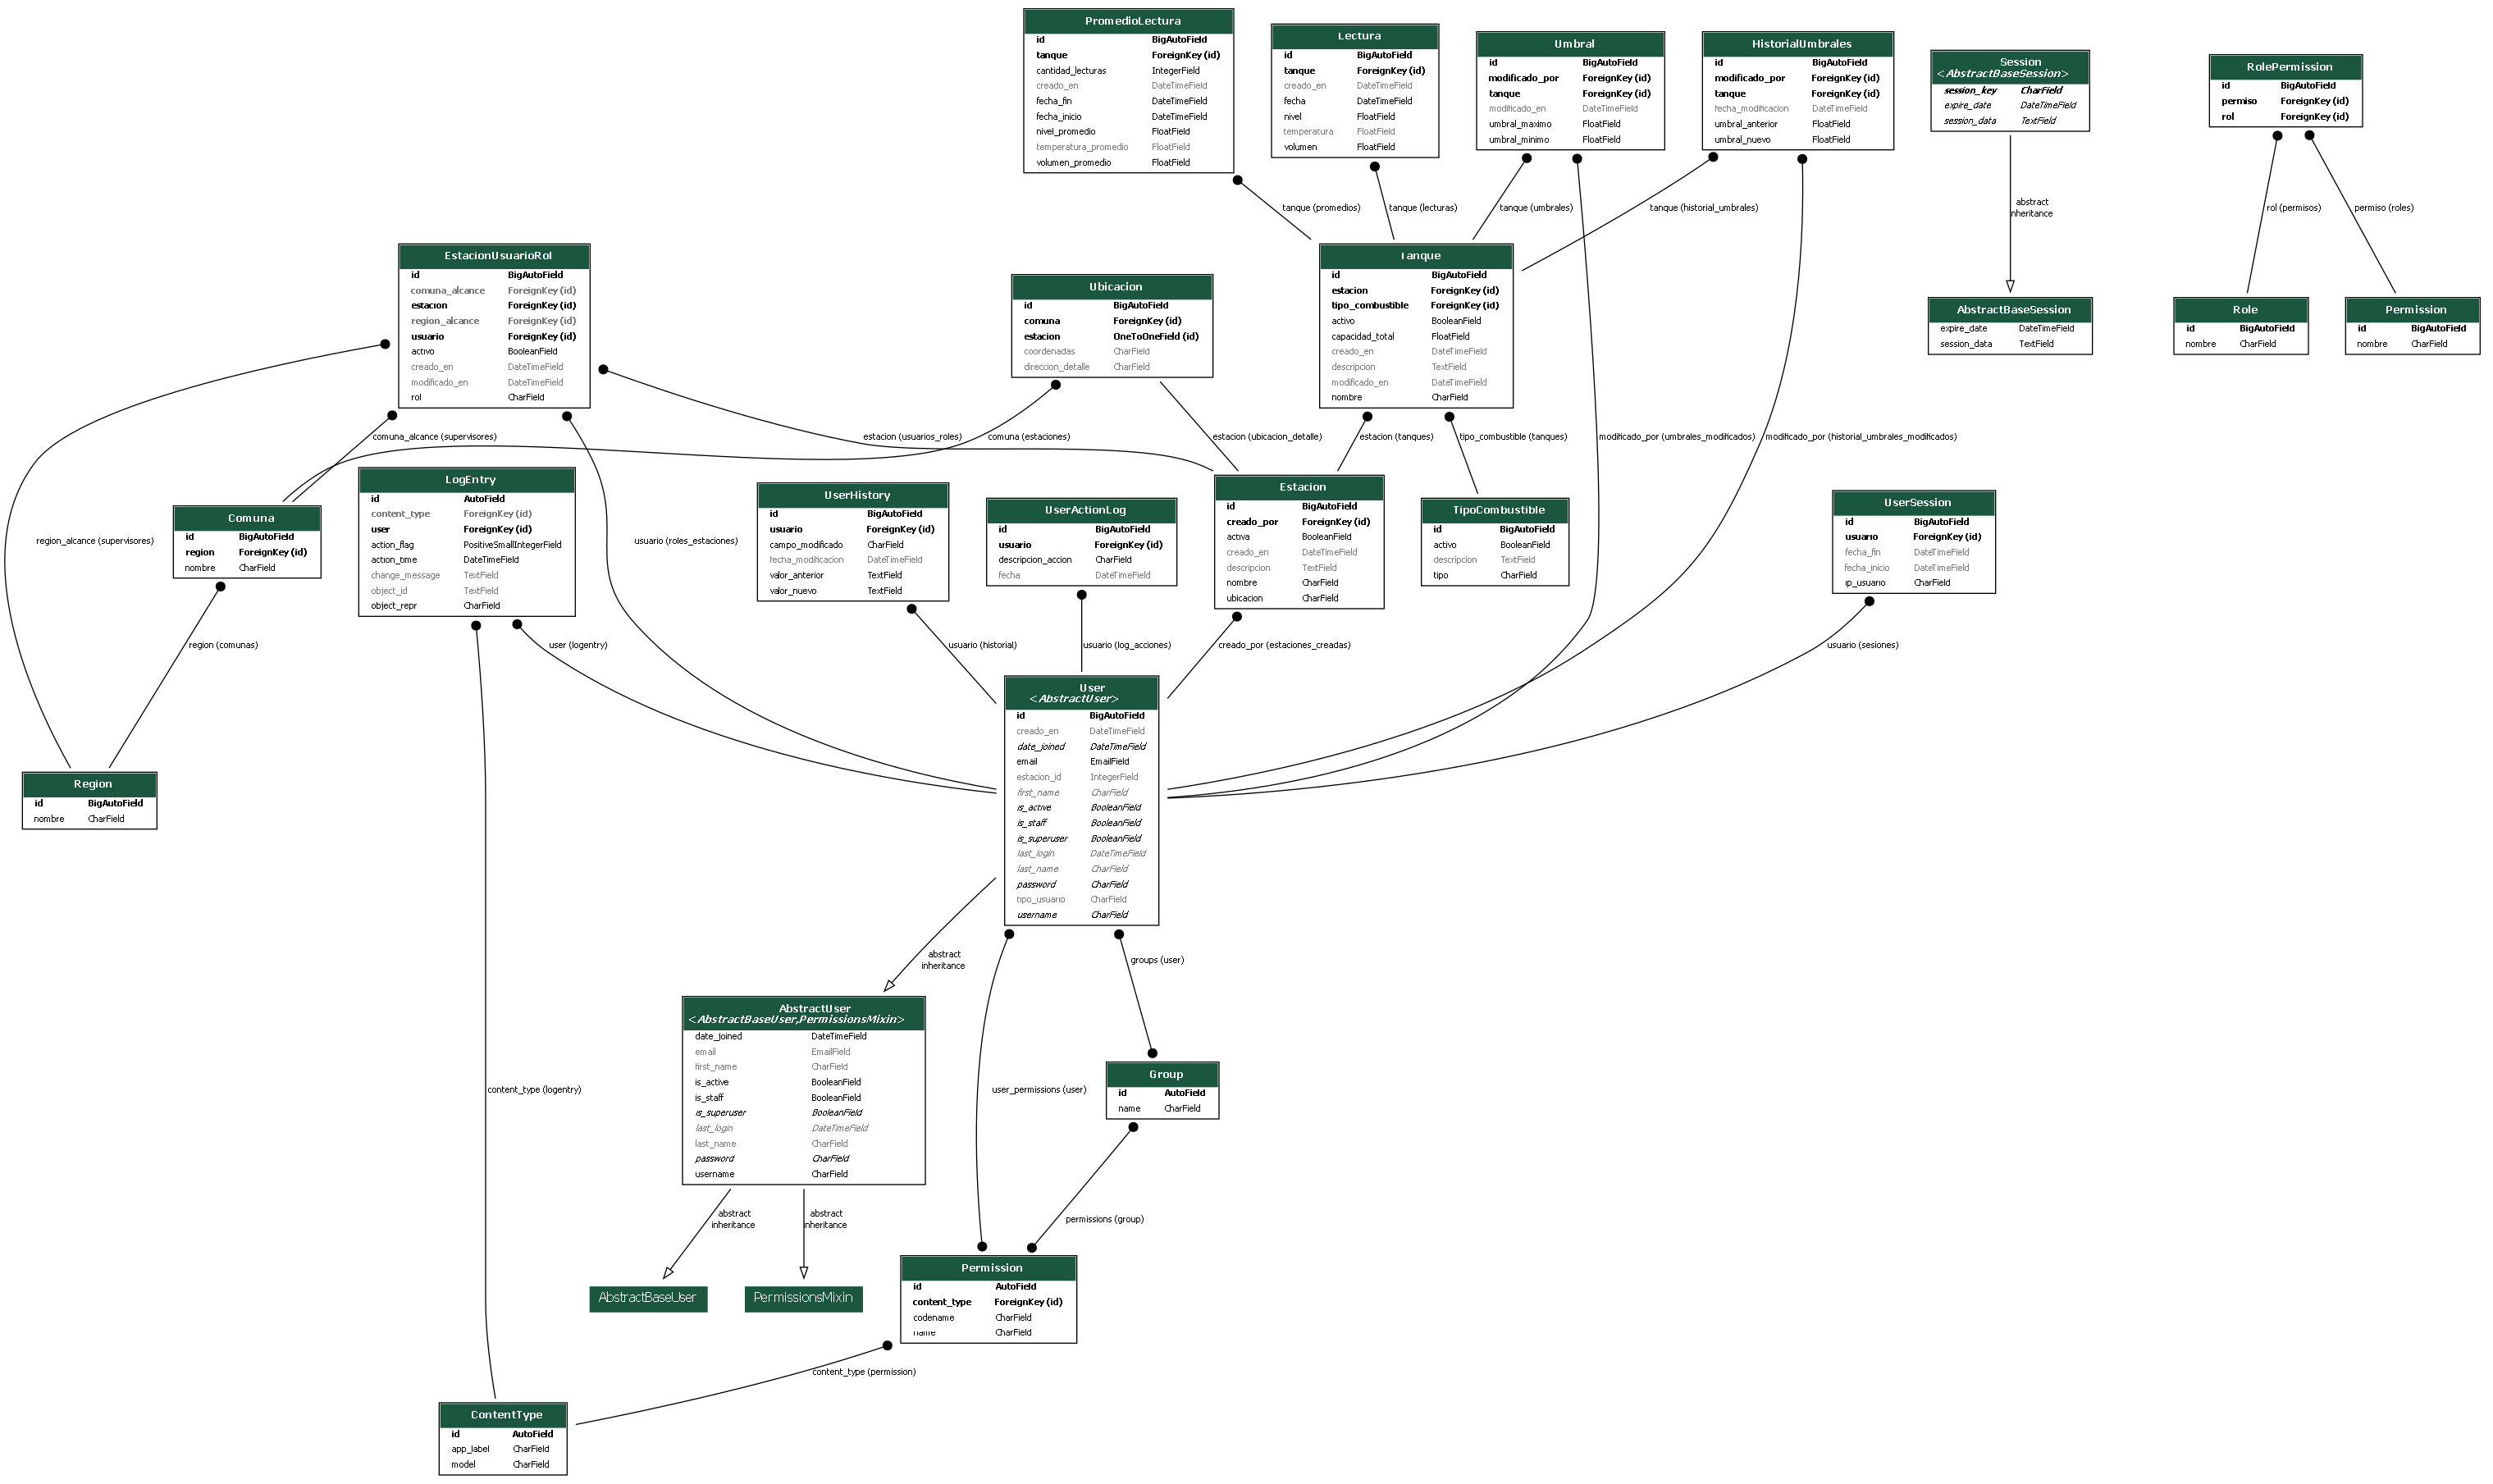 PromedioLectura
id BigAutoField
tanque ForeignKey (id)
cantidad_lecturas IntegerField
creado_en DateTimeField
fecha_fin DateTimeField
fecha_inicio DateTimeField
nivel_promedio FloatField
temperatura_promedio FloatField
volumen_promedio FloatField
Lectura
id BigAutoField
tanque ForeignKey (id)
creado_en DateTimeField
fecha DateTimeField
nivel FloatField
temperatura FloatField
volumen FloatField
Umbral
id BigAutoField
modificado_por ForeignKey (id)
tanque ForeignKey (id)
modificado_en DateTimeField
umbral_maximo FloatField
umbral_minimo FloatField
HistorialUmbrales
id BigAutoField
modificado_por ForeignKey (id)
tanque ForeignKey (id)
fecha_modificacion DateTimeField
umbral_anterior FloatField
umbral_nuevo FloatField
Session
<AbstractBaseSession>
session_key CharField
expire_date DateTimeField
session_data TextField
RolePermission
id BigAutoField
permiso ForeignKey (id)
rol ForeignKey (id)
tanque (promedios)
tanque (lecturas)
tanque (umbrales)
tanque (historial_umbrales)
abstract
inheritance
rol (permisos)
permiso (roles)
EstacionUsuarioRol
id BigAutoField
comuna_alcance ForeignKey (id)
estacion ForeignKey (id)
region_alcance ForeignKey (id)
usuario ForeignKey (id)
activo BooleanField
creado_en DateTimeField
modificado_en DateTimeField
rol CharField
Ubicacion
id BigAutoField
comuna ForeignKey (id)
estacion OneToOneField (id)
coordenadas CharField
direccion_detalle CharField
Tanque
id BigAutoField
estacion ForeignKey (id)
tipo_combustible ForeignKey (id)
activo BooleanField
capacidad_total FloatField
creado_en DateTimeField
descripcion TextField
modificado_en DateTimeField
nombre CharField
AbstractBaseSession
expire_date DateTimeField
session_data TextField
Role
id BigAutoField
nombre CharField
Permission
id BigAutoField
nombre CharField
comuna_alcance (supervisores)
estacion (usuarios_roles)
comuna (estaciones)
estacion (ubicacion_detalle)
estacion (tanques)
tipo_combustible (tanques)
modificado_por (umbrales_modificados)
modificado_por (historial_umbrales_modificados)
Comuna
id BigAutoField
region ForeignKey (id)
nombre CharField
LogEntry
id AutoField
content_type ForeignKey (id)
user ForeignKey (id)
action_flag PositiveSmallIntegerField
action_time DateTimeField
change_message TextField
object_id TextField
object_repr CharField
UserHistory
id BigAutoField
usuario ForeignKey (id)
campo_modificado CharField
fecha_modificacion DateTimeField
valor_anterior TextField
valor_nuevo TextField
UserActionLog
id BigAutoField
usuario ForeignKey (id)
descripcion_accion CharField
fecha DateTimeField
Estacion
id BigAutoField
creado_por ForeignKey (id)
activa BooleanField
creado_en DateTimeField
descripcion TextField
nombre CharField
ubicacion CharField
TipoCombustible
id BigAutoField
activo BooleanField
descripcion TextField
tipo CharField
UserSession
id BigAutoField
usuario ForeignKey (id)
fecha_fin DateTimeField
fecha_inicio DateTimeField
ip_usuario CharField
region_alcance (supervisores)
usuario (roles_estaciones)
region (comunas)
user (logentry)
usuario (historial)
usuario (log_acciones)
creado_por (estaciones_creadas)
usuario (sesiones)
Region
id BigAutoField
nombre CharField
User
<AbstractUser>
id BigAutoField
creado_en DateTimeField
date_joined DateTimeField
email EmailField
estacion_id IntegerField
first_name CharField
is_active BooleanField
is_staff BooleanField
is_superuser BooleanField
last_login DateTimeField
last_name CharField
password CharField
tipo_usuario CharField
username CharField
abstract
inheritance
groups (user)
AbstractUser
<AbstractBaseUser,PermissionsMixin>
date_joined DateTimeField
email EmailField
first_name CharField
is_active BooleanField
is_staff BooleanField
is_superuser BooleanField
last_login DateTimeField
last_name CharField
password CharField
username CharField
content_type (logentry)
user_permissions (user)
Group
id AutoField
name CharField
abstract
inheritance
abstract
inheritance
permissions (group)
AbstractBaseUser
PermissionsMixin
Permission
id AutoField
content_type ForeignKey (id)
codename CharField
name CharField
content_type (permission)
ContentType
id AutoField
app_label CharField
model CharField